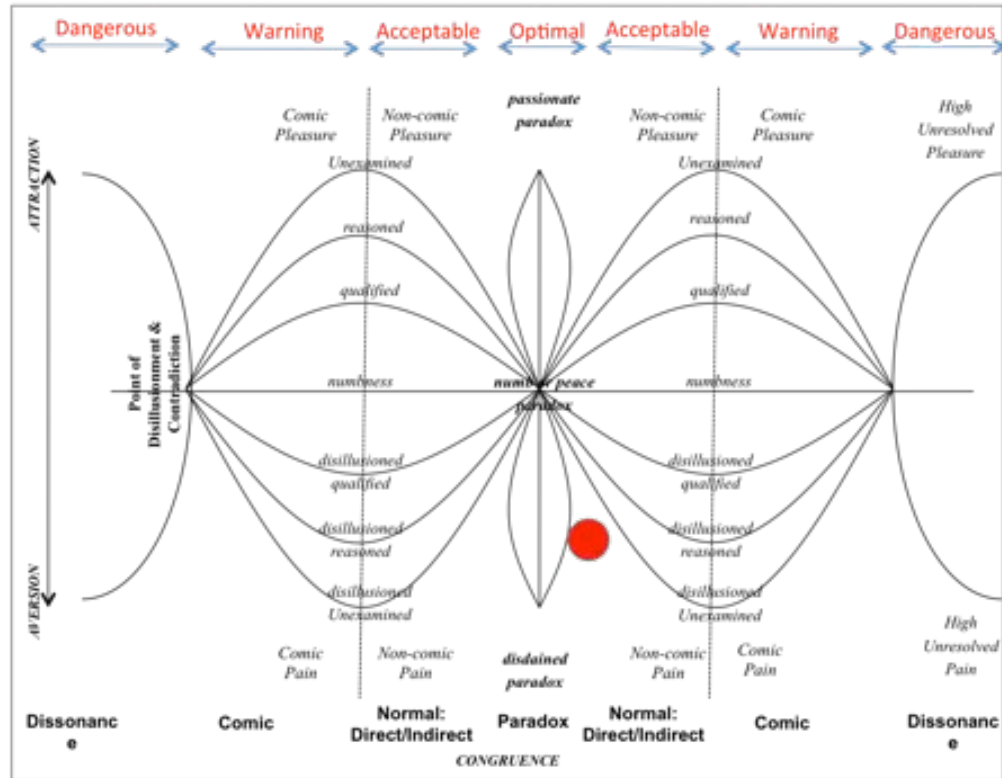 Dangerous Warning Acceptable Optimal Acceptable Warning Dangerous
Comic
Pleasure
Non-comic
Pleasure
passionate
paradox
Non-comic
Pleasure
Comic
Pleasure
High
Unresolved
Pleasure
ATTRACTION
Unexamined
Unexamined
reasoned
reasoned
qualified
qualified
Point of
Disillusionment &
Contradiction
numbness
numb or peace
paradox
numbness
disillusioned
qualified
disillusioned
qualified
disillusioned
reasoned
disillusioned
reasoned
disillusioned
Unexamined
disillusioned
Unexamined
AVERSION
Comic
Pain
Non-comic
Pain
disdained
paradox
Non-comic
Pain
Comic
Pain
High
Unresolved
Pain
Dissonanc
e
Comic
Normal:
Direct/Indirect
Paradox
Normal:
Direct/Indirect
Comic
Dissonanc
e
CONGRUENCE